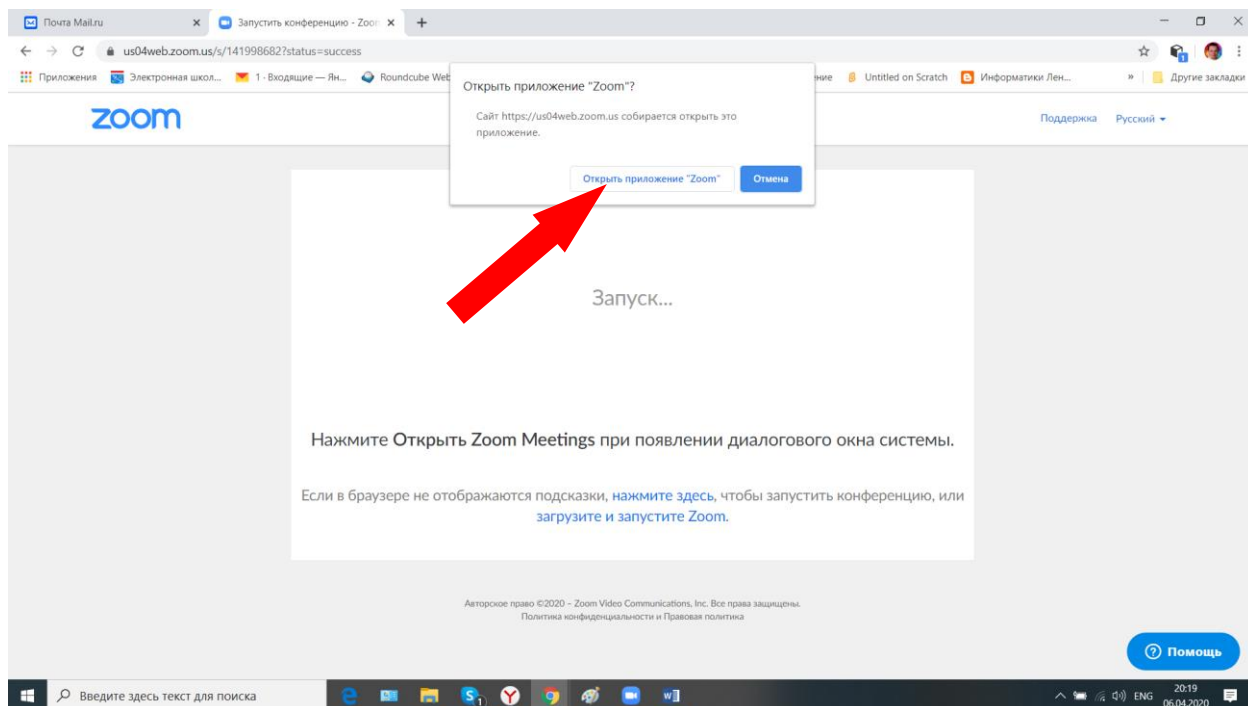 Почта Mail.ru
Запустить конференцию - Zoom
us04web.zoom.us/s/141998682?status=success
Приложения
Электронная школ...
1 · Входящие — Ян...
Roundcube Web
ние
Untitled on Scratch
Информатики Лен...
»
Другие закладки
Открыть приложение "Zoom"?
Сайт https://us04web.zoom.us собирается открыть это
приложение.
Открыть приложение "Zoom"
Отмена
zoom
Поддержка
Русский
Запуск...
Нажмите Открыть Zoom Meetings при появлении диалогового окна системы.
Если в браузере не отображаются подсказки, нажмите здесь, чтобы запустить конференцию, или
загрузите и запустите Zoom.
Авторское право ©2020 – Zoom Video Communications, Inc. Все права защищены.
Политика конфиденциальности и Правовая политика
Помощь
Введите здесь текст для поиска
ENG
20:19
06.04.2020